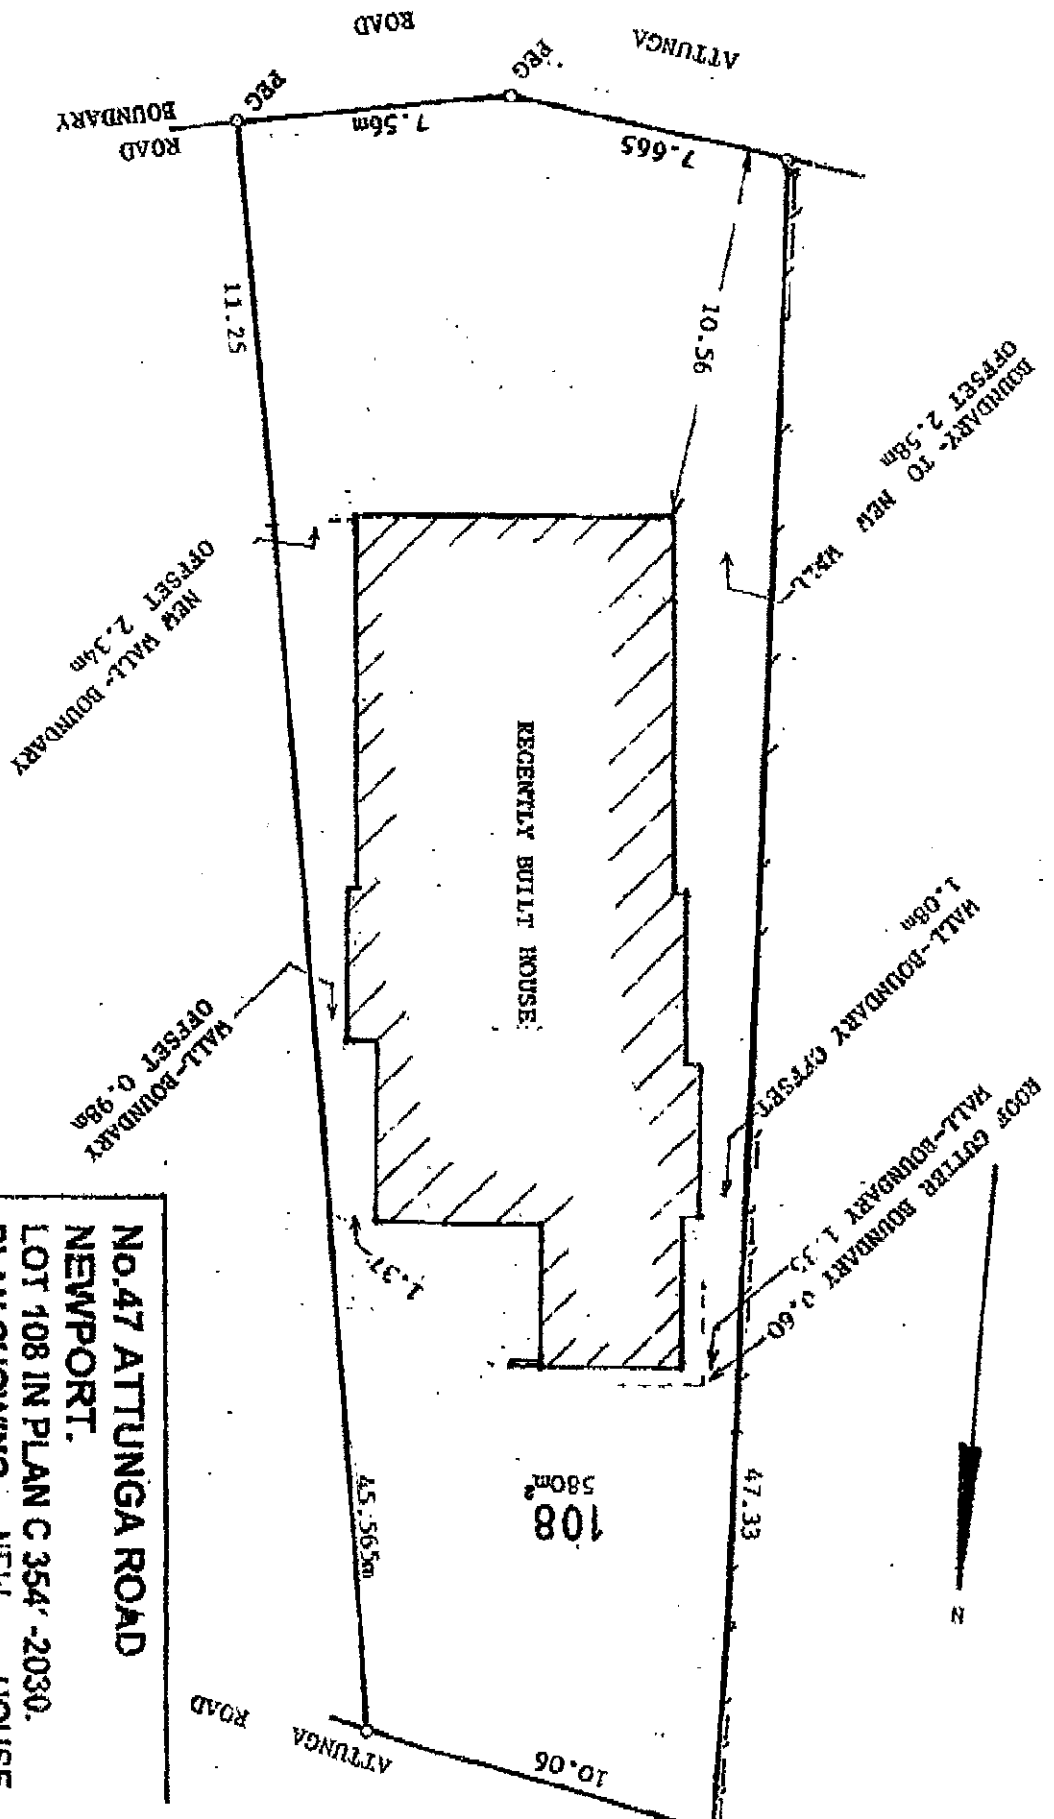 ATTUNGA
ROAD
PEG
PEG
ROAD
BOUNDARY
7.56m
7.665
11.25
10.56
BOUNDARY- TO NEW WALL
OFFSET 2.58m
NEW WALL- BOUNDARY
OFFSET 2.34m
RECENTLY BUILT HOUSE
WALL-BOUNDARY OFFSET
1.08m
WALL-BOUNDARY
OFFSET 0.98m
ROOF GUTTER BOUNDARY 0.60
WALL-BOUNDARY 1.35
1.37
108
580m²
45.565m
47.33
N
ATTUNGA ROAD
10.06
No.47 ATTUNGA ROAD
NEWPORT.
LOT 108 IN PLAN C 354'-2030.
NEW HOUSE